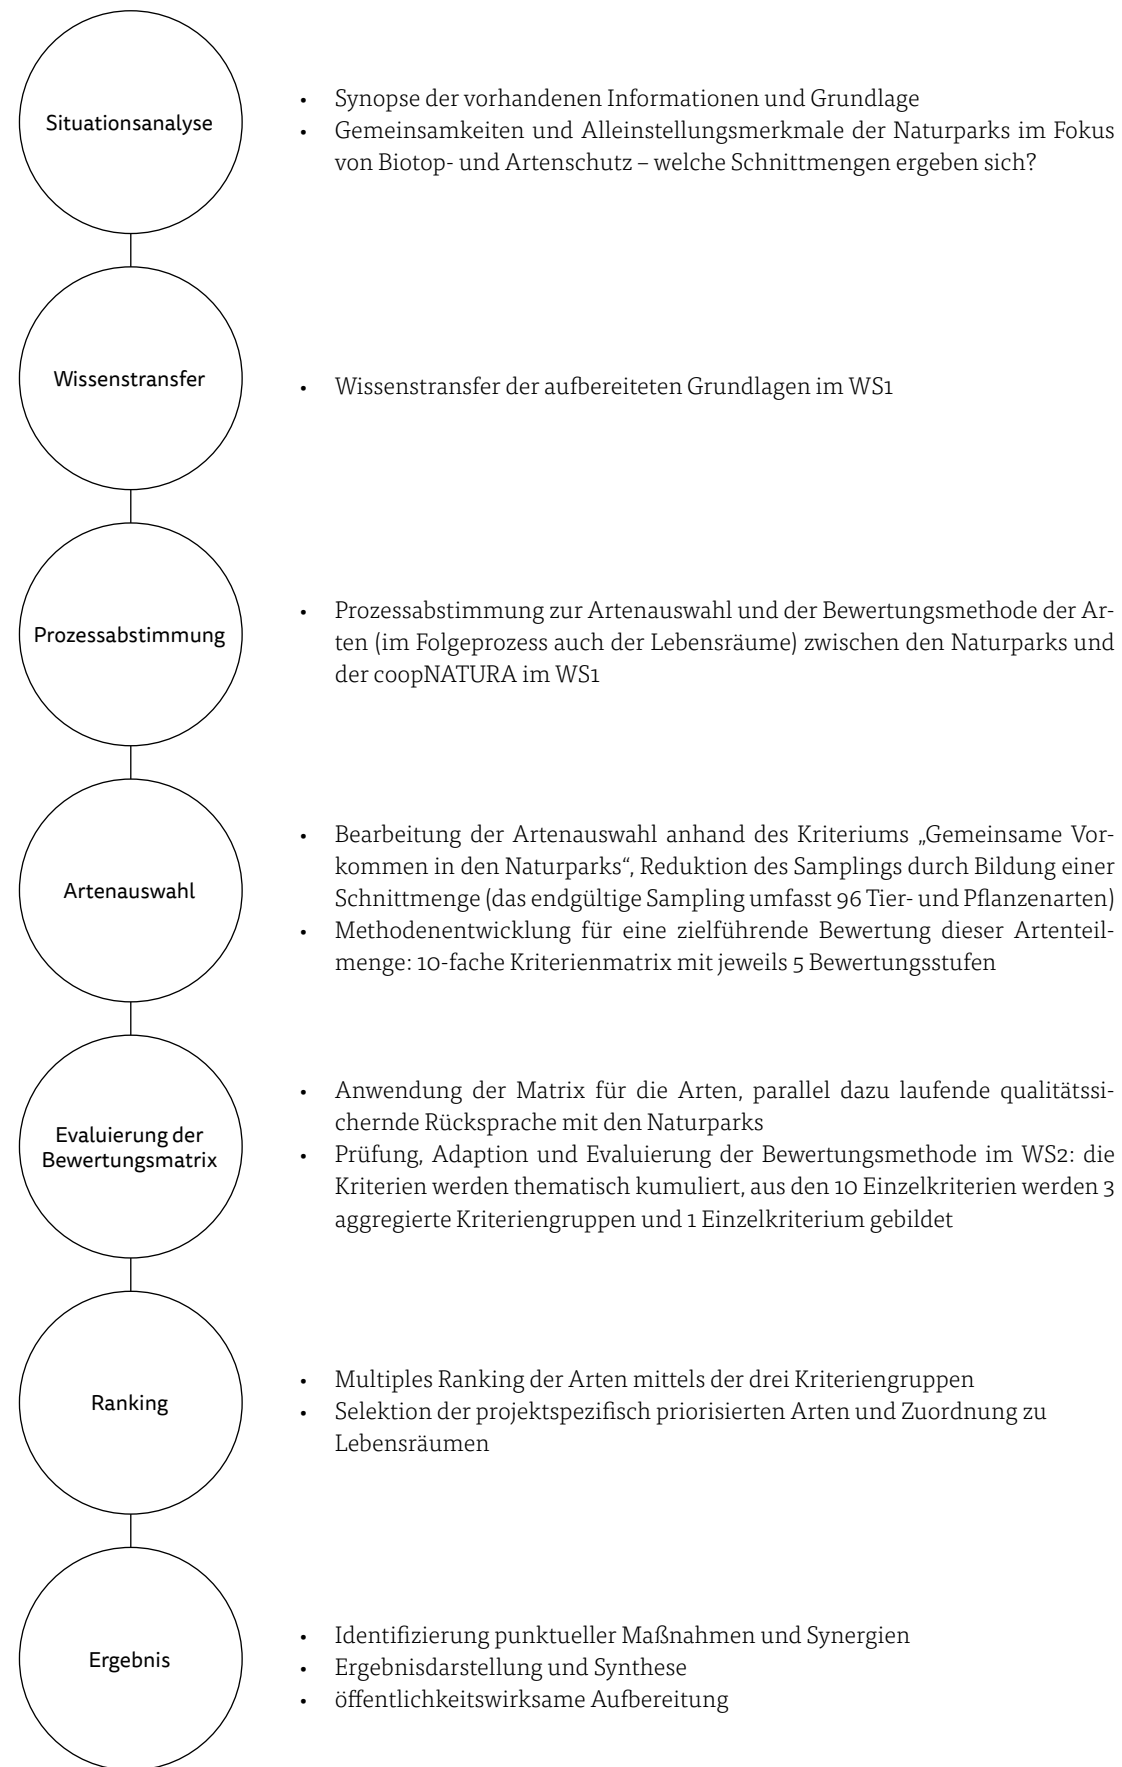 Situationsanalyse
• Synopse der vorhandenen Informationen und Grundlage
• Gemeinsamkeiten und Alleinstellungsmerkmale der Naturparks im Fokus
von Biotop- und Artenschutz – welche Schnittmengen ergeben sich?
Wissenstransfer
• Wissenstransfer der aufbereiteten Grundlagen im WS1
Prozessabstimmung
• Prozessabstimmung zur Artenauswahl und der Bewertungsmethode der Ar-
ten (im Folgeprozess auch der Lebensräume) zwischen den Naturparks und
der coopNATURA im WS1
Artenauswahl
• Bearbeitung der Artenauswahl anhand des Kriteriums „Gemeinsame Vor-
kommen in den Naturparks“, Reduktion des Samplings durch Bildung einer
Schnittmenge (das endgültige Sampling umfasst 96 Tier- und Pflanzenarten)
• Methodenentwicklung für eine zielführende Bewertung dieser Artenteil-
menge: 10-fache Kriterienmatrix mit jeweils 5 Bewertungsstufen
Evaluierung der
Bewertungsmatrix
• Anwendung der Matrix für die Arten, parallel dazu laufende qualitätssi-
chernde Rücksprache mit den Naturparks
• Prüfung, Adaption und Evaluierung der Bewertungsmethode im WS2: die
Kriterien werden thematisch kumuliert, aus den 10 Einzelkriterien werden 3
aggregierte Kriteriengruppen und 1 Einzelkriterium gebildet
Ranking
• Multiples Ranking der Arten mittels der drei Kriteriengruppen
• Selektion der projektspezifisch priorisierten Arten und Zuordnung zu
Lebensräumen
Ergebnis
• Identifizierung punktueller Maßnahmen und Synergien
• Ergebnisdarstellung und Synthese
• öffentlichkeitswirksame Aufbereitung